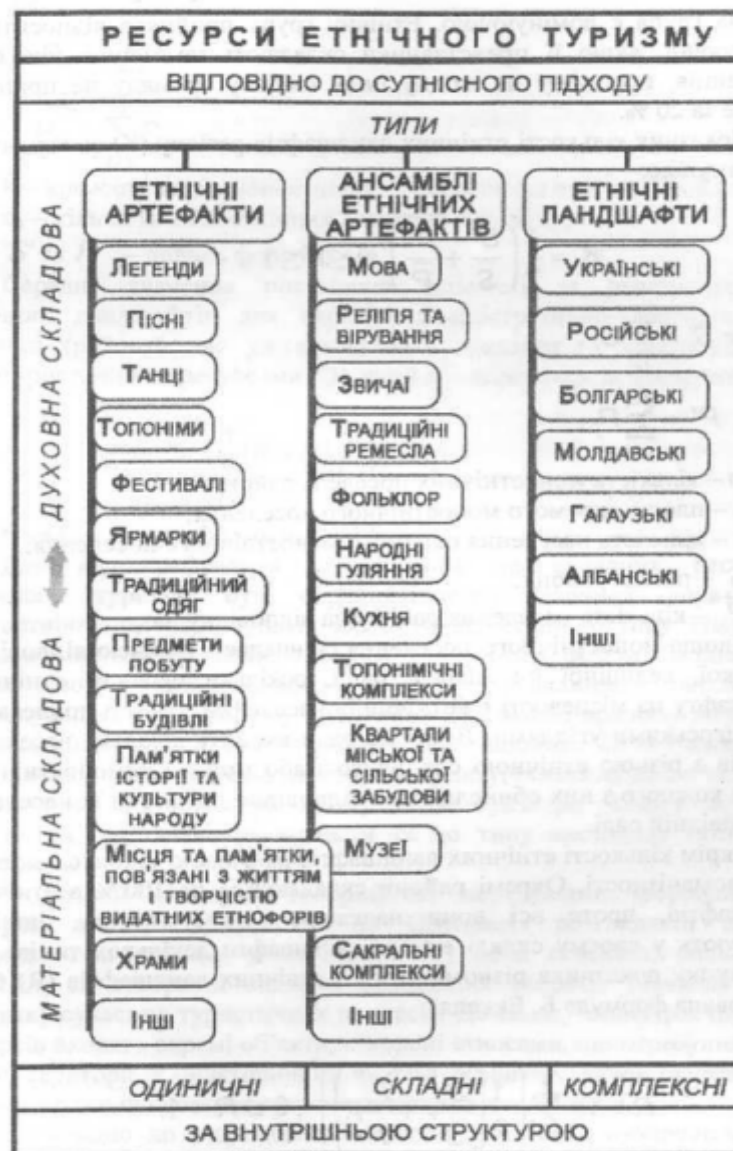 РЕСУРСИ ЕТНІЧНОГО ТУРИЗМУ
ВІДПОВІДНО ДО СУТНІСНОГО ПІДХОДУ
ТИПИ
МАТЕРІАЛЬНА СКЛАДОВА
ДУХОВНА СКЛАДОВА
ЕТНІЧНІ
АРТЕФАКТИ
ЛЕГЕНДИ
ПІСНІ
ТАНЦІ
ТОПОНІМИ
ФЕСТИВАЛІ
ЯРМАРКИ
ТРАДИЦІЙНИЙ
ОДЯГ
ПРЕДМЕТИ
ПОБУТУ
ТРАДИЦІЙНІ
БУДІВЛІ
ПАМ'ЯТКИ
ІСТОРІЇ ТА
КУЛЬТУРИ
НАРОДУ
МІСЦЯ ТА ПАМ'ЯТКИ,
ПОВ'ЯЗАНІ З ЖИТТЯМ
І ТВОРЧІСТЮ
ВИДАТНИХ ЕТНОФОРІВ
ХРАМИ
ІНШІ
АНСАМБЛІ
ЕТНІЧНИХ
АРТЕФАКТІВ
МОВА
РЕЛІГІЯ ТА
ВІРУВАННЯ
ЗВИЧАЇ
ТРАДИЦІЙНІ
РЕМЕСЛА
ФОЛЬКЛОР
НАРОДНІ
ГУЛЯННЯ
КУХНЯ
ТОПОНІМІЧНІ
КОМПЛЕКСИ
КВАРТАЛИ
МІСЬКОЇ ТА
СІЛЬСЬКОЇ
ЗАБУДОВИ
МУЗЕЇ
САКРАЛЬНІ
КОМПЛЕКСИ
ІНШІ
ЕТНІЧНІ
ЛАНДШАФТИ
УКРАЇНСЬКІ
РОСІЙСЬКІ
БОЛГАРСЬКІ
МОЛДАВСЬКІ
ГАГАУЗЬКІ
АЛБАНСЬКІ
ІНШІ
ОДИНИЧНІ
СКЛАДНІ
КОМПЛЕКСНІ
ЗА ВНУТРІШНЬОЮ СТРУКТУРОЮ